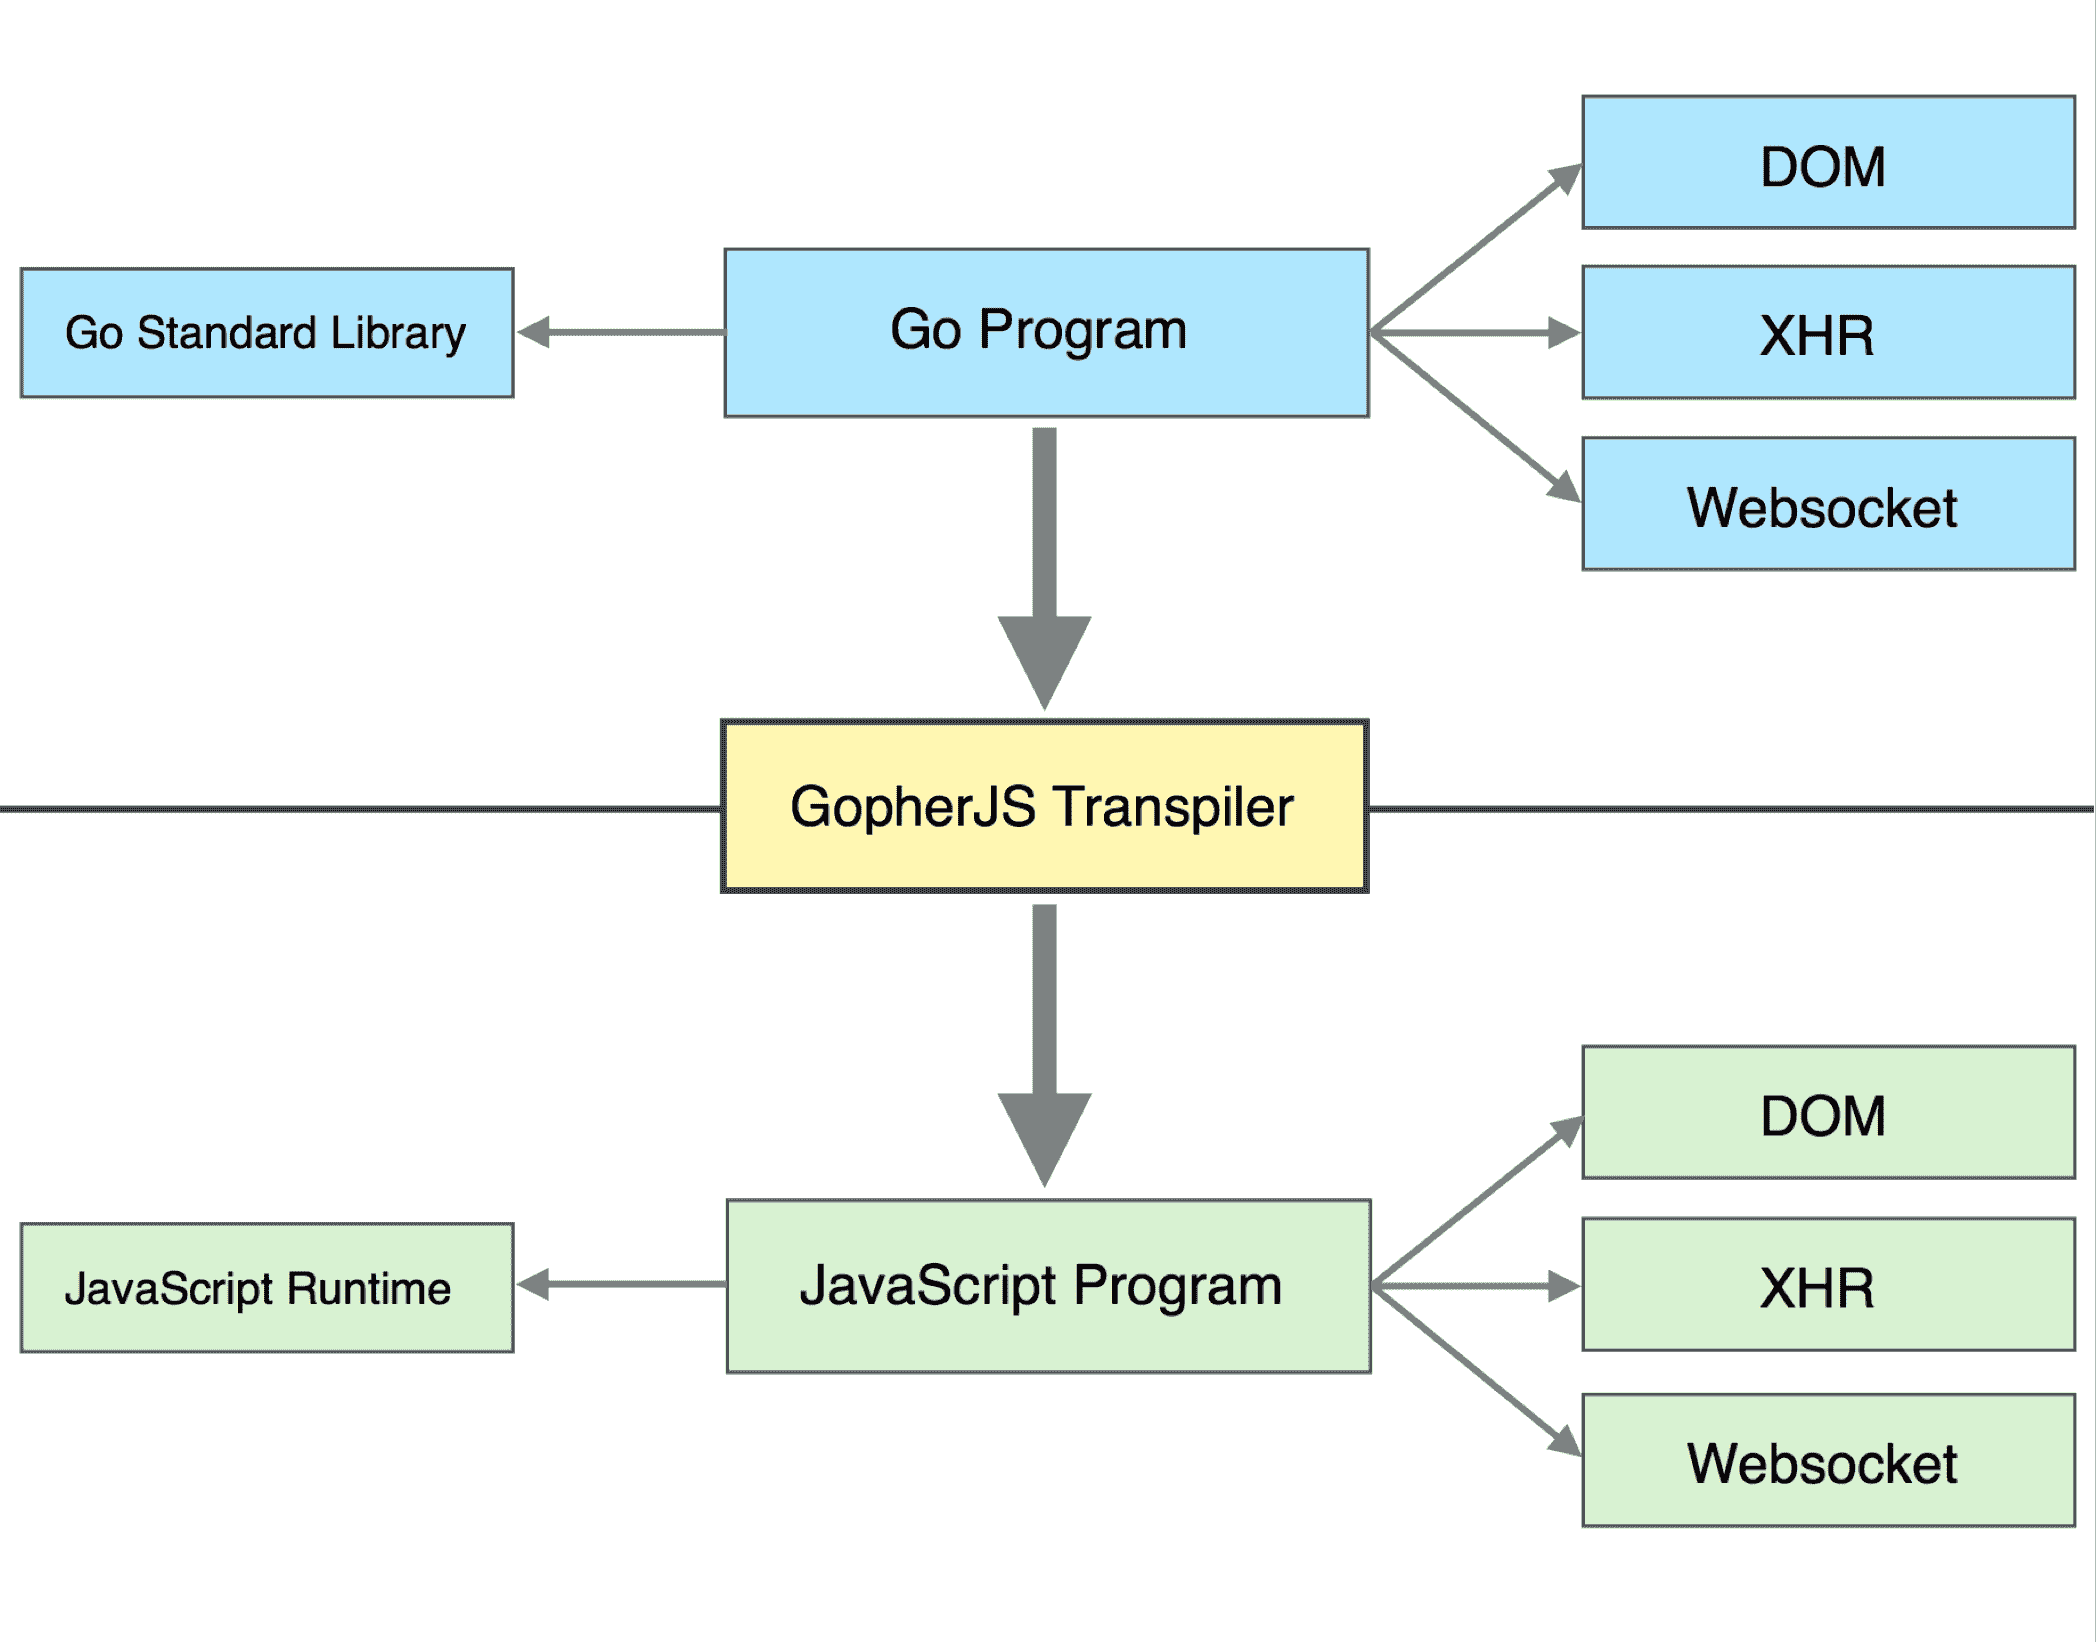 DOM
Go Standard Library
Go Program
XHR
Websocket
GopherJS Transpiler
DOM
JavaScript Runtime
JavaScript Program
XHR
Websocket